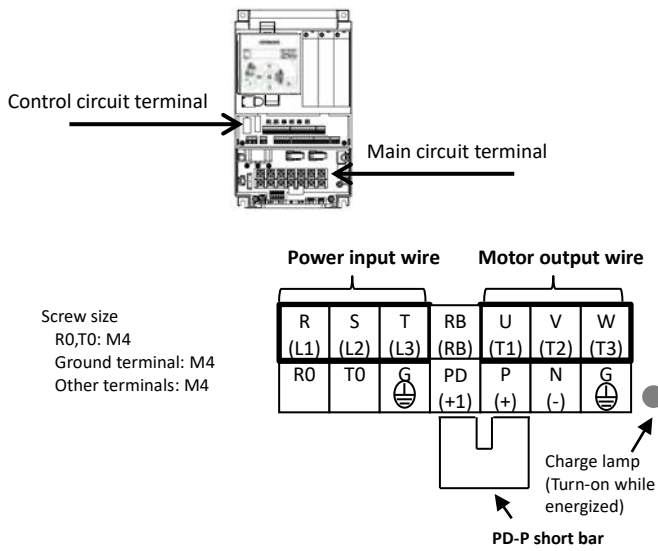 Control circuit terminal
Main circuit terminal
Power input wire
Motor output wire
Screw size
R0,T0: M4
Ground terminal: M4
Other terminals: M4
R S T RB U V W
(L1) (L2) (L3) (RB) (T1) (T2) (T3)
R0 T0 G PD P N G
(+1) (+) (-)
Charge lamp
(Turn-on while
energized)
PD-P short bar